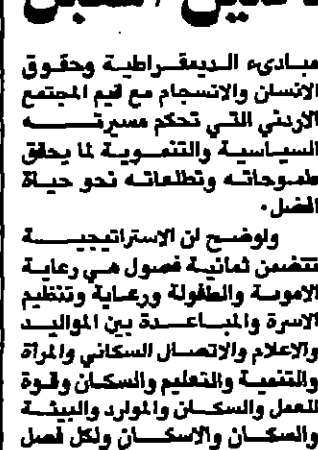 مبادىء الديمقراطية وحقوق
الانسان والانسجام مع قيم المجتمع
الاردني التي تحكم مسيرته
السياسية والتنموية لما يحقق
طموحاته وتطلعاته نحو حياة
افضل.
واوضح ان الاستراتيجية
تتضمن ثمانية فصول هي رعاية
الامومة والطفولة ورعاية وتنظيم
الاسرة والمباعدة بين المواليد
والاعلام والاتصال السكاني والمرأة
والتنمية والتعليم والسكان وقوة
العمل والسكان والموارد والبيئة
والسكان والاسكان ولكل فصل